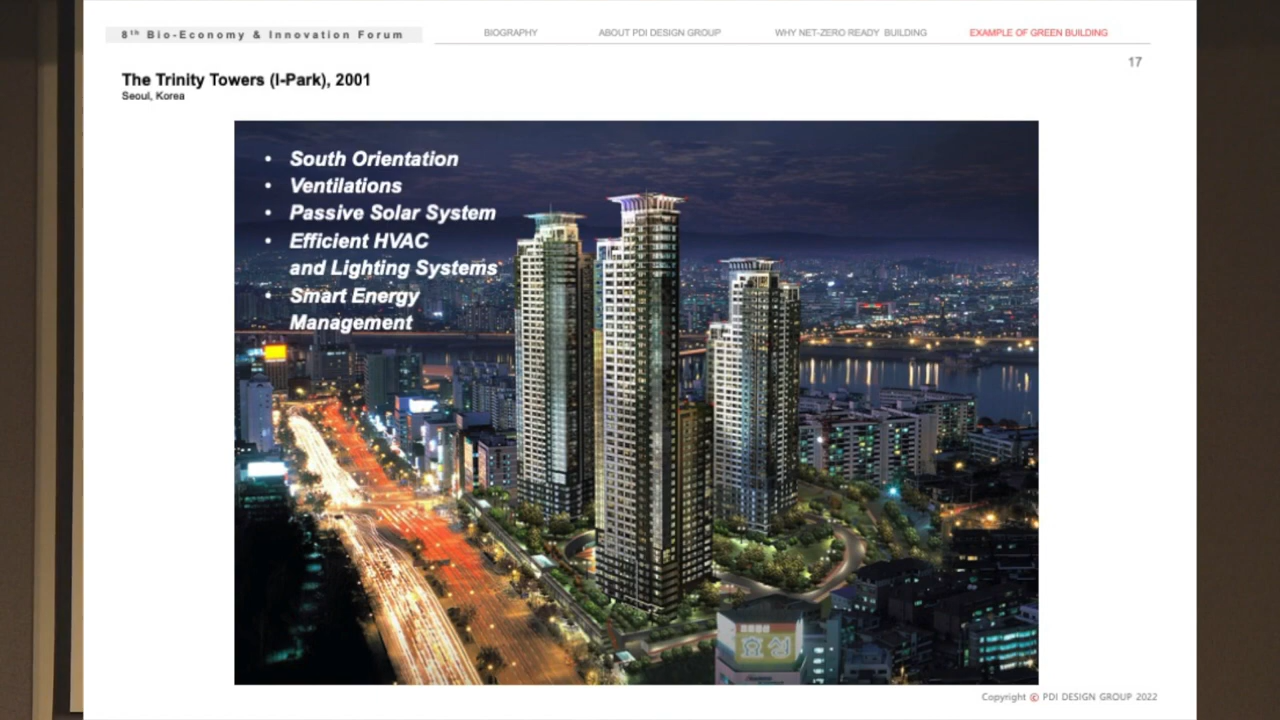 8th Bio-Economy & Innovation Forum
BIOGRAPHY
ABOUT PDI DESIGN GROUP
WHY NET-ZERO READY BUILDING
EXAMPLE OF GREEN BUILDING
17
The Trinity Towers (I-Park), 2001
Seoul, Korea
• South Orientation
• Ventilations
• Passive Solar System
• Efficient HVAC
and Lighting Systems
• Smart Energy
Management
Copyright © PDI DESIGN GROUP 2022